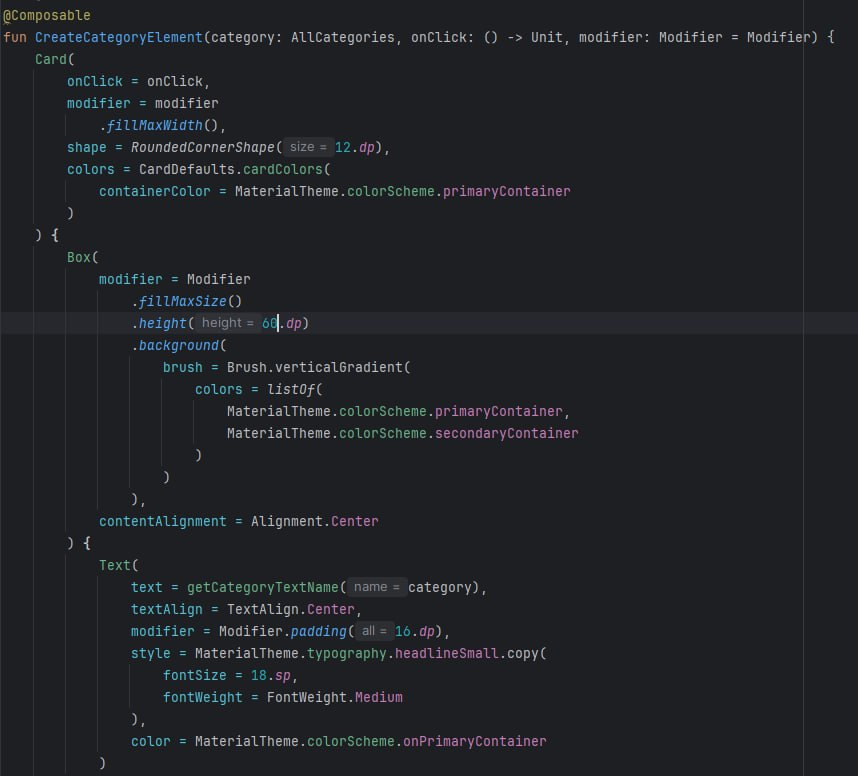 @Composable
fun CreateCategoryElement(category: AllCategories, onClick: () -> Unit, modifier: Modifier = Modifier) {
    Card(
        onClick = onClick,
        modifier = modifier
            .fillMaxWidth(),
        shape = RoundedCornerShape( size = 12.dp),
        colors = CardDefaults.cardColors(
            containerColor = MaterialTheme.colorScheme.primaryContainer
        )
    ) {
        Box(
            modifier = Modifier
                .fillMaxSize()
                .height( height = 60.dp)
                .background(
                    brush = Brush.verticalGradient(
                        colors = listOf(
                            MaterialTheme.colorScheme.primaryContainer,
                            MaterialTheme.colorScheme.secondaryContainer
                        )
                    )
                ),
            contentAlignment = Alignment.Center
        ) {
            Text(
                text = getCategoryTextName( name = category),
                textAlign = TextAlign.Center,
                modifier = Modifier.padding( all = 16.dp),
                style = MaterialTheme.typography.headlineSmall.copy(
                    fontSize = 18.sp,
                    fontWeight = FontWeight.Medium
                ),
                color = MaterialTheme.colorScheme.onPrimaryContainer
            )